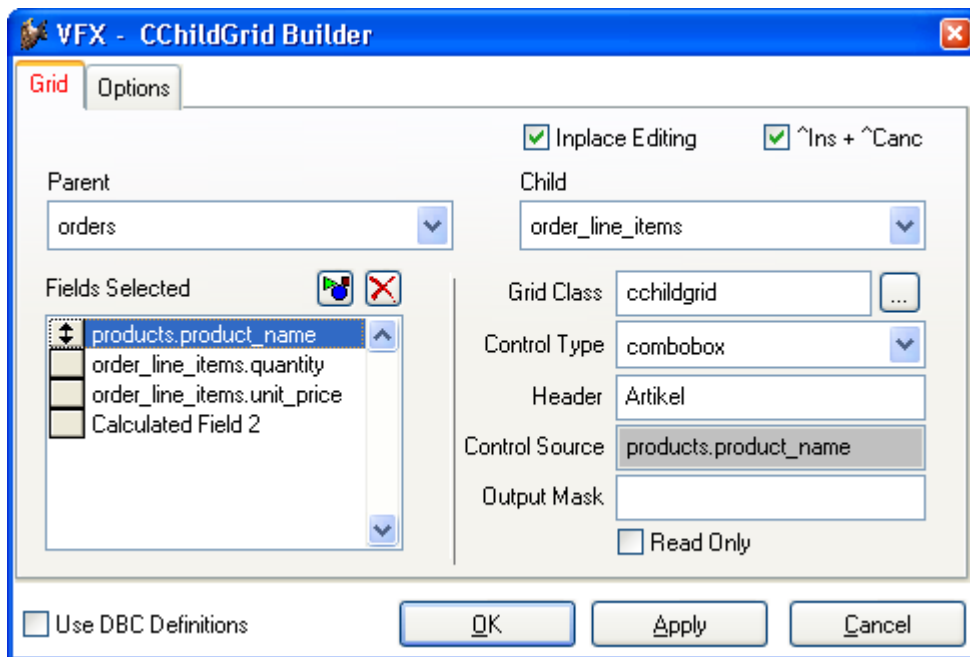 VFX - CChildGrid Builder
Grid Options
Inplace Editing ^Ins + ^Canc
Parent Child
orders order_line_items
Fields Selected
products.product_name
order_line_items.quantity
order_line_items.unit_price
Calculated Field 2
Grid Class cchildgrid ...
Control Type combobox
Header Artikel
Control Source products.product_name
Output Mask
Read Only
Use DBC Definitions OK Apply Cancel